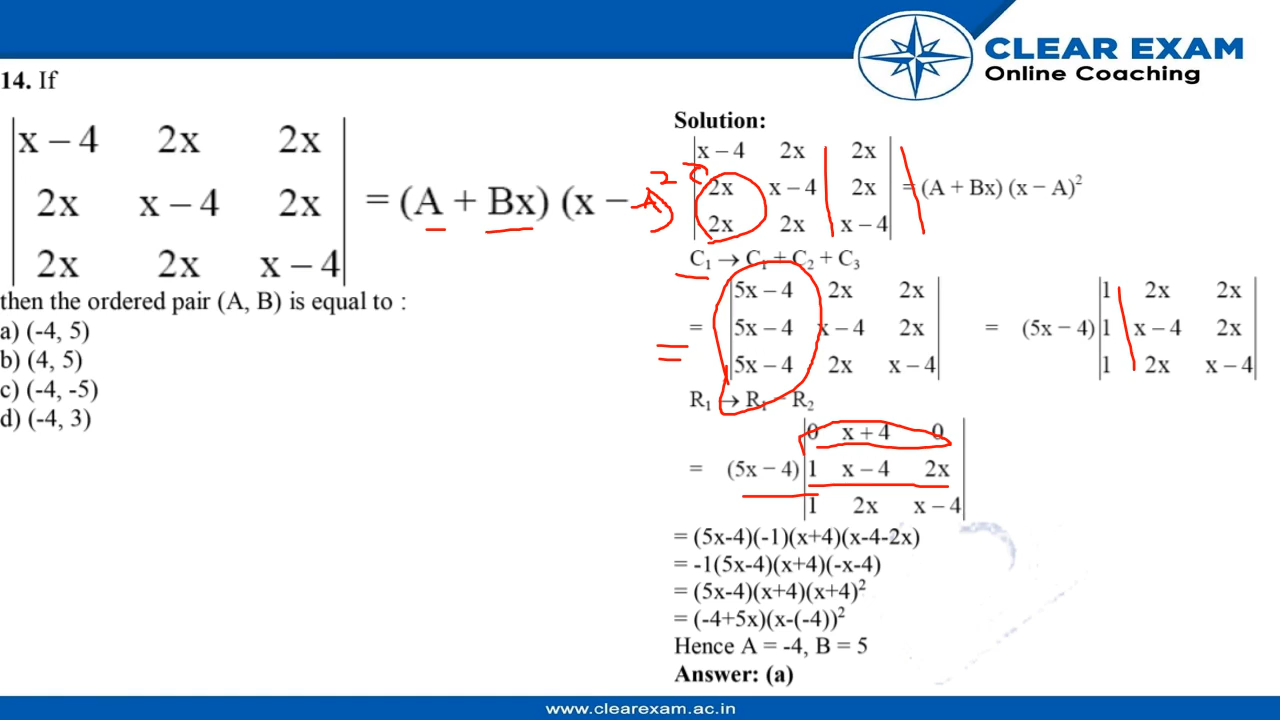 CLEAR EXAM
Online Coaching
14. If
|x – 4 2x 2x|
|2x x – 4 2x| = (A + Bx) (x – A)²
|2x 2x x – 4|
then the ordered pair (A, B) is equal to :
a) (-4, 5)
b) (4, 5)
c) (-4, -5)
d) (-4, 3)
Solution:
|x – 4 2x 2x|
|2x x – 4 2x| = (A + Bx) (x – A)²
|2x 2x x – 4|
C₁ → C₁ + C₂ + C₃
|5x – 4 2x 2x| |1 2x 2x|
= |5x – 4 x – 4 2x| = (5x – 4) |1 x – 4 2x|
|5x – 4 2x x – 4| |1 2x x – 4|
R₁ → R₁ – R₂
|0 x + 4 0|
= (5x – 4) |1 x – 4 2x|
|1 2x x – 4|
= (5x-4)(-1)(x+4)(x-4-2x)
= -1(5x-4)(x+4)(-x-4)
= (5x-4)(x+4)(x+4)²
= (-4+5x)(x-(-4))²
Hence A = -4, B = 5
Answer: (a)
www.clearexam.ac.in